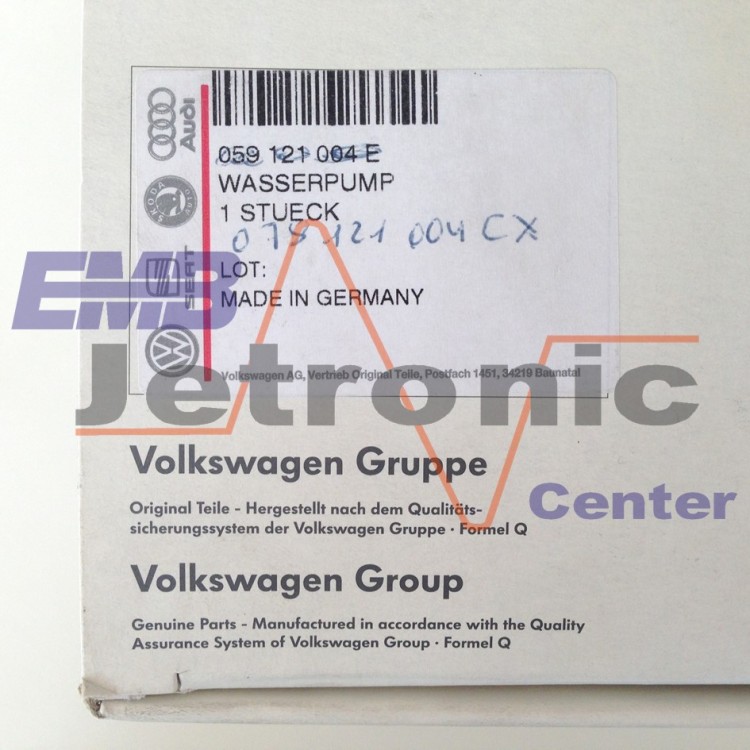 Audi
059 121 004 E
WASSERPUMP
1 STUECK
078 121 004 CX
ŠKODA AUTO
SEAT
LOT:
MADE IN GERMANY
EMB
Jetronic
Center
Volkswagen AG, Vertrieb Original Teile, Postfach 1451, 34219 Baunatal
Volkswagen Gruppe
Original Teile - Hergestellt nach dem Qualitäts-
sicherungssystem der Volkswagen Gruppe · Formel Q
Volkswagen Group
Genuine Parts - Manufactured in accordance with the Quality
Assurance System of Volkswagen Group · Formel Q